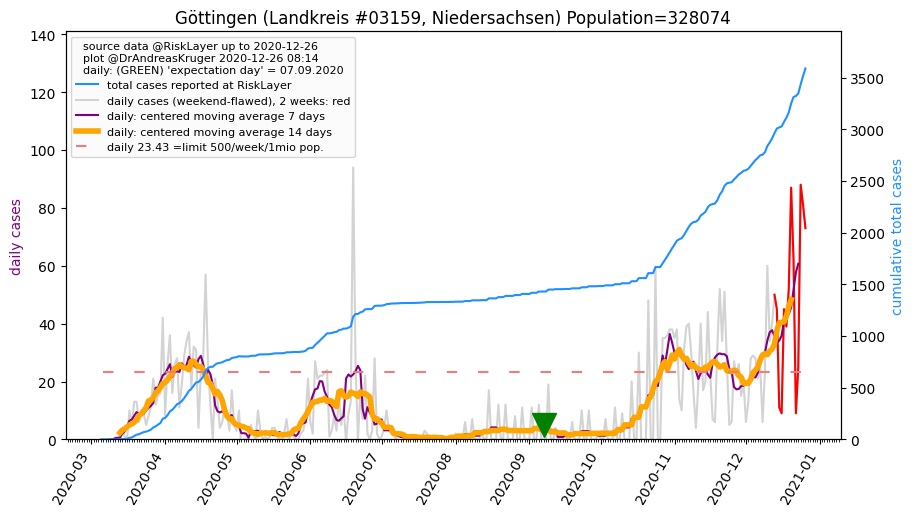 Göttingen (Landkreis #03159, Niedersachsen) Population=328074
source data @RiskLayer up to 2020-12-26
plot @DrAndreasKruger 2020-12-26 08:14
daily: (GREEN) 'expectation day' = 07.09.2020
total cases reported at RiskLayer
daily cases (weekend-flawed), 2 weeks: red
daily: centered moving average 7 days
daily: centered moving average 14 days
daily 23.43 =limit 500/week/1mio pop.
daily cases
140
120
100
80
60
40
20
0
cumulative total cases
3500
3000
2500
2000
1500
1000
500
0
2020-03
2020-04
2020-05
2020-06
2020-07
2020-08
2020-09
2020-10
2020-11
2020-12
2021-01